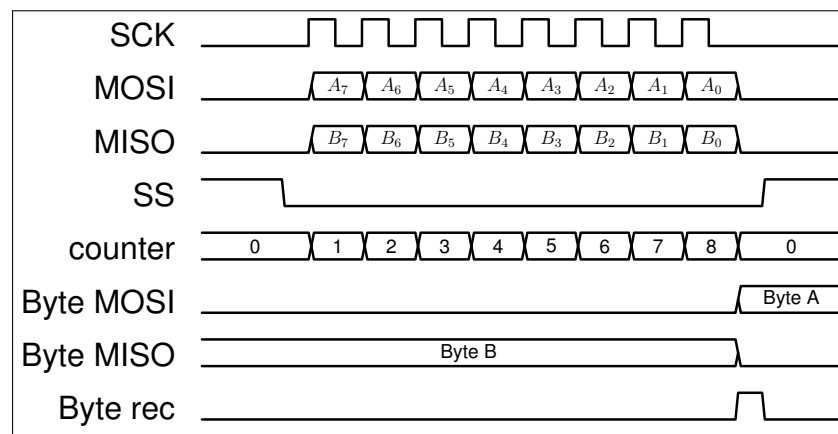 SCK
MOSI A7 A6 A5 A4 A3 A2 A1 A0
MISO B7 B6 B5 B4 B3 B2 B1 B0
SS
counter 0 1 2 3 4 5 6 7 8 0
Byte MOSI Byte A
Byte MISO Byte B
Byte rec